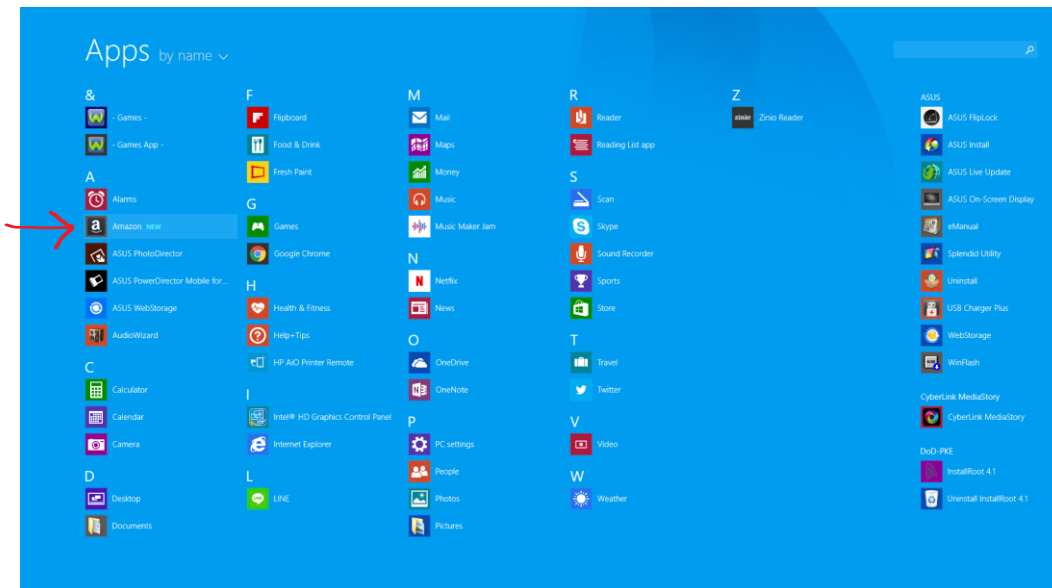 Apps by name
&
- Games -
- Games App -
A
Alarms
Amazon NEW
ASUS PhotoDirector
ASUS PowerDirector Mobile for...
ASUS WebStorage
AudioWizard
C
Calculator
Calendar
Camera
D
Desktop
Documents
F
Flipboard
Food & Drink
Fresh Paint
G
Games
Google Chrome
H
Health & Fitness
Help+Tips
HP AiO Printer Remote
I
Intel® HD Graphics Control Panel
Internet Explorer
L
LINE
M
Mail
Maps
Money
Music
Music Maker Jam
N
Netflix
News
O
OneDrive
OneNote
P
PC settings
People
Photos
Pictures
R
Reader
Reading List app
S
Scan
Skype
Sound Recorder
Sports
Store
T
Travel
Twitter
V
Video
W
Weather
Z
zinio Zinio Reader
ASUS
ASUS FlipLock
ASUS Install
ASUS Live Update
ASUS On-Screen Display
eManual
Splendid Utility
Uninstall
USB Charger Plus
WebStorage
WinFlash
CyberLink MediaStory
CyberLink MediaStory
DoD-PKE
InstallRoot 4.1
Uninstall InstallRoot 4.1